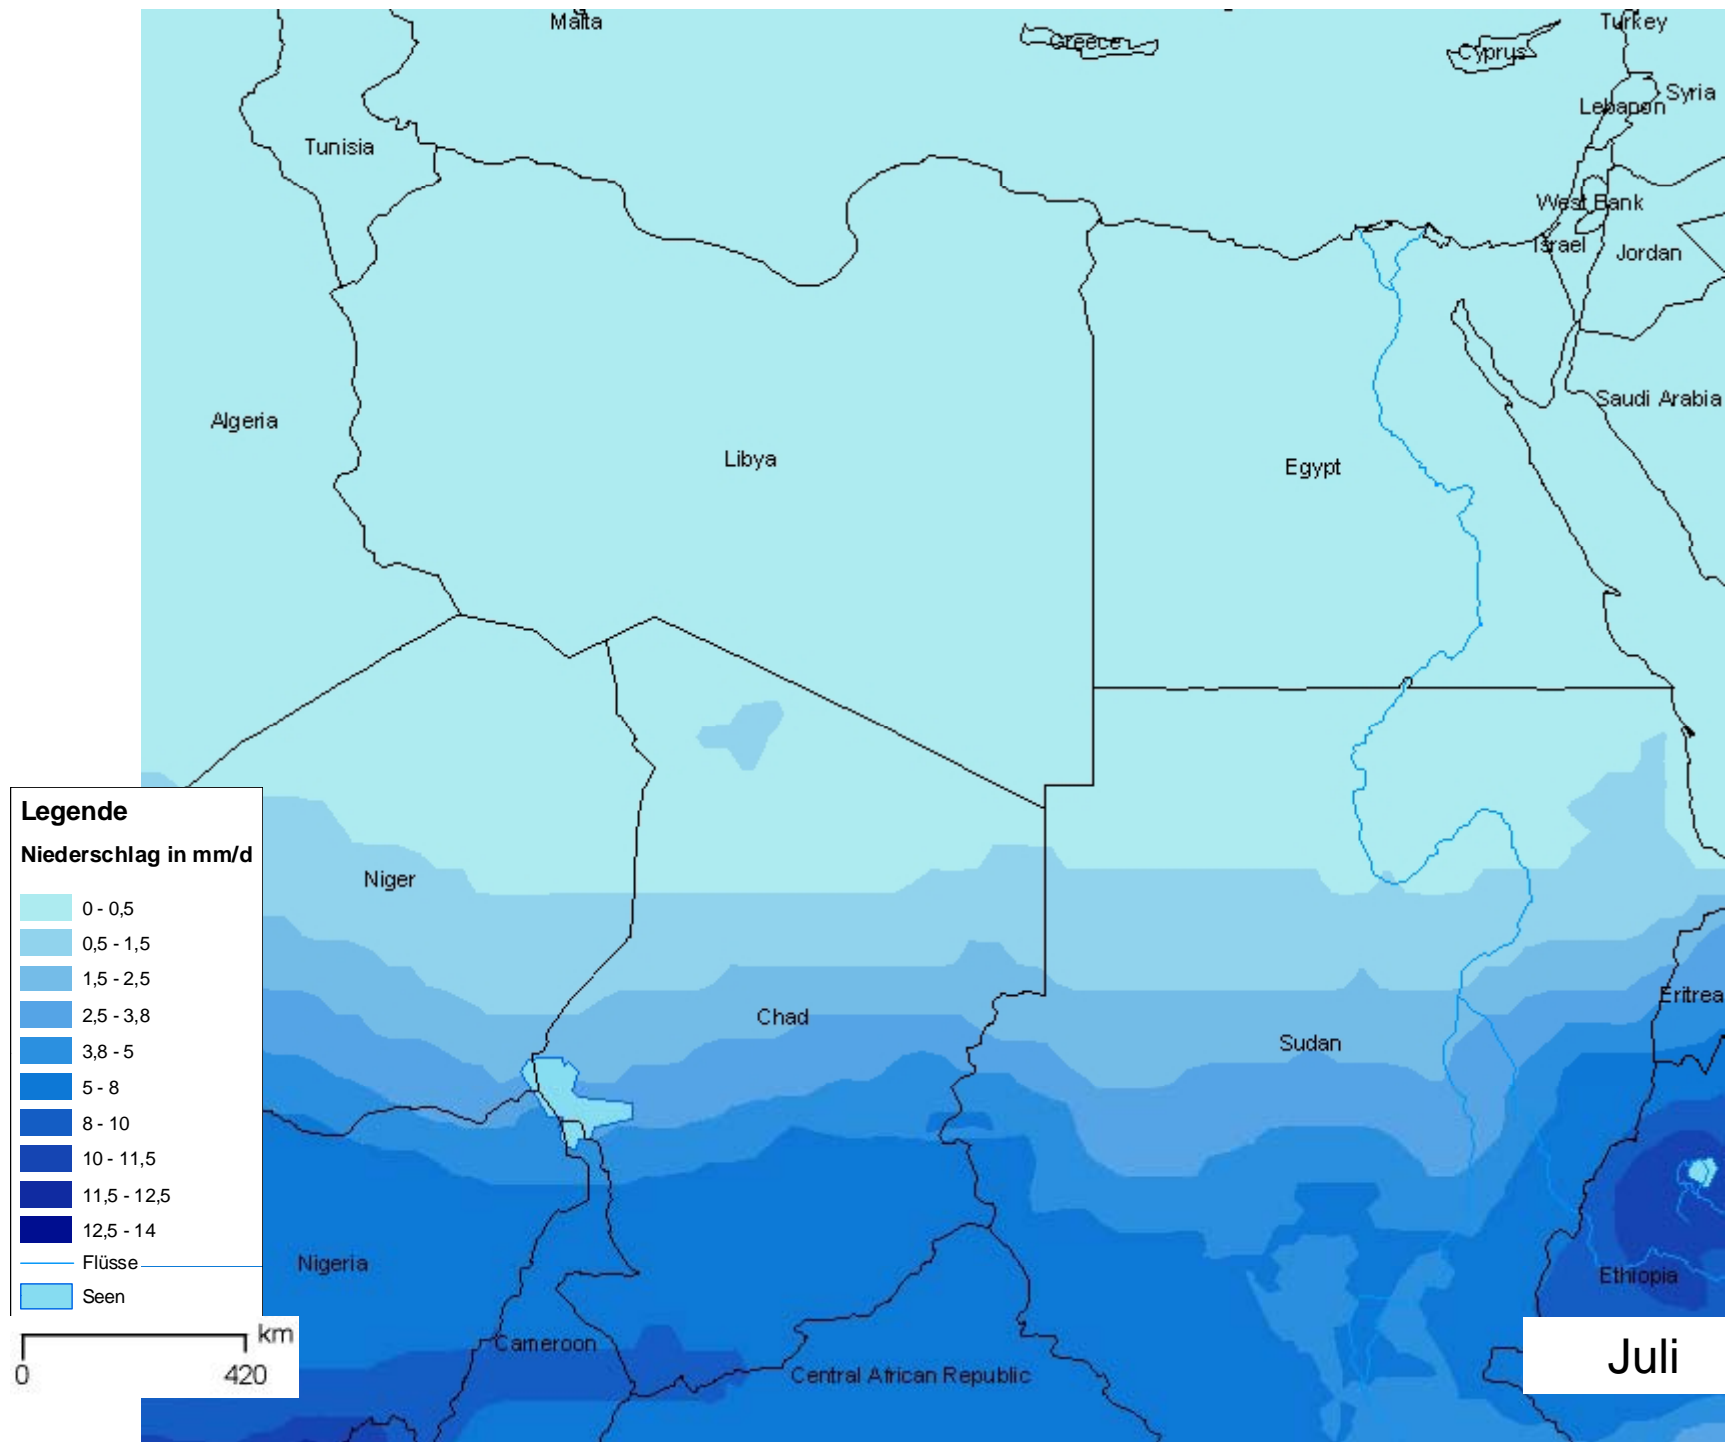 Malta
Greece
Cyprus
Turkey
Syria
Lebanon
Tunisia
West Bank
Israel
Jordan
Saudi Arabia
Algeria
Libya
Egypt
Legende
Niederschlag in mm/d
0 - 0,5
0,5 - 1,5
1,5 - 2,5
2,5 - 3,8
3,8 - 5
5 - 8
8 - 10
10 - 11,5
11,5 - 12,5
12,5 - 14
Flüsse
Seen
km
0 420
Niger
Chad
Sudan
Eritrea
Nigeria
Ethiopia
Cameroon
Central African Republic
Juli